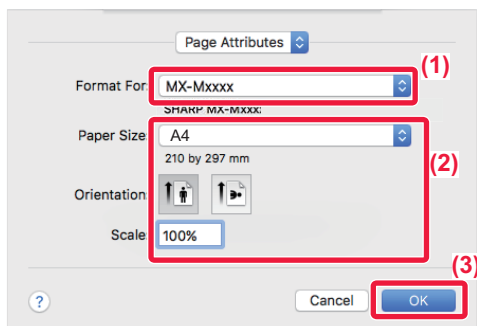 Page Attributes
(1)
Format For: MX-Mxxxx
SHARP MX-Mxxx:
Paper Size: A4
210 by 297 mm
(2)
Orientation:
Scale: 100%
(3)
? Cancel OK